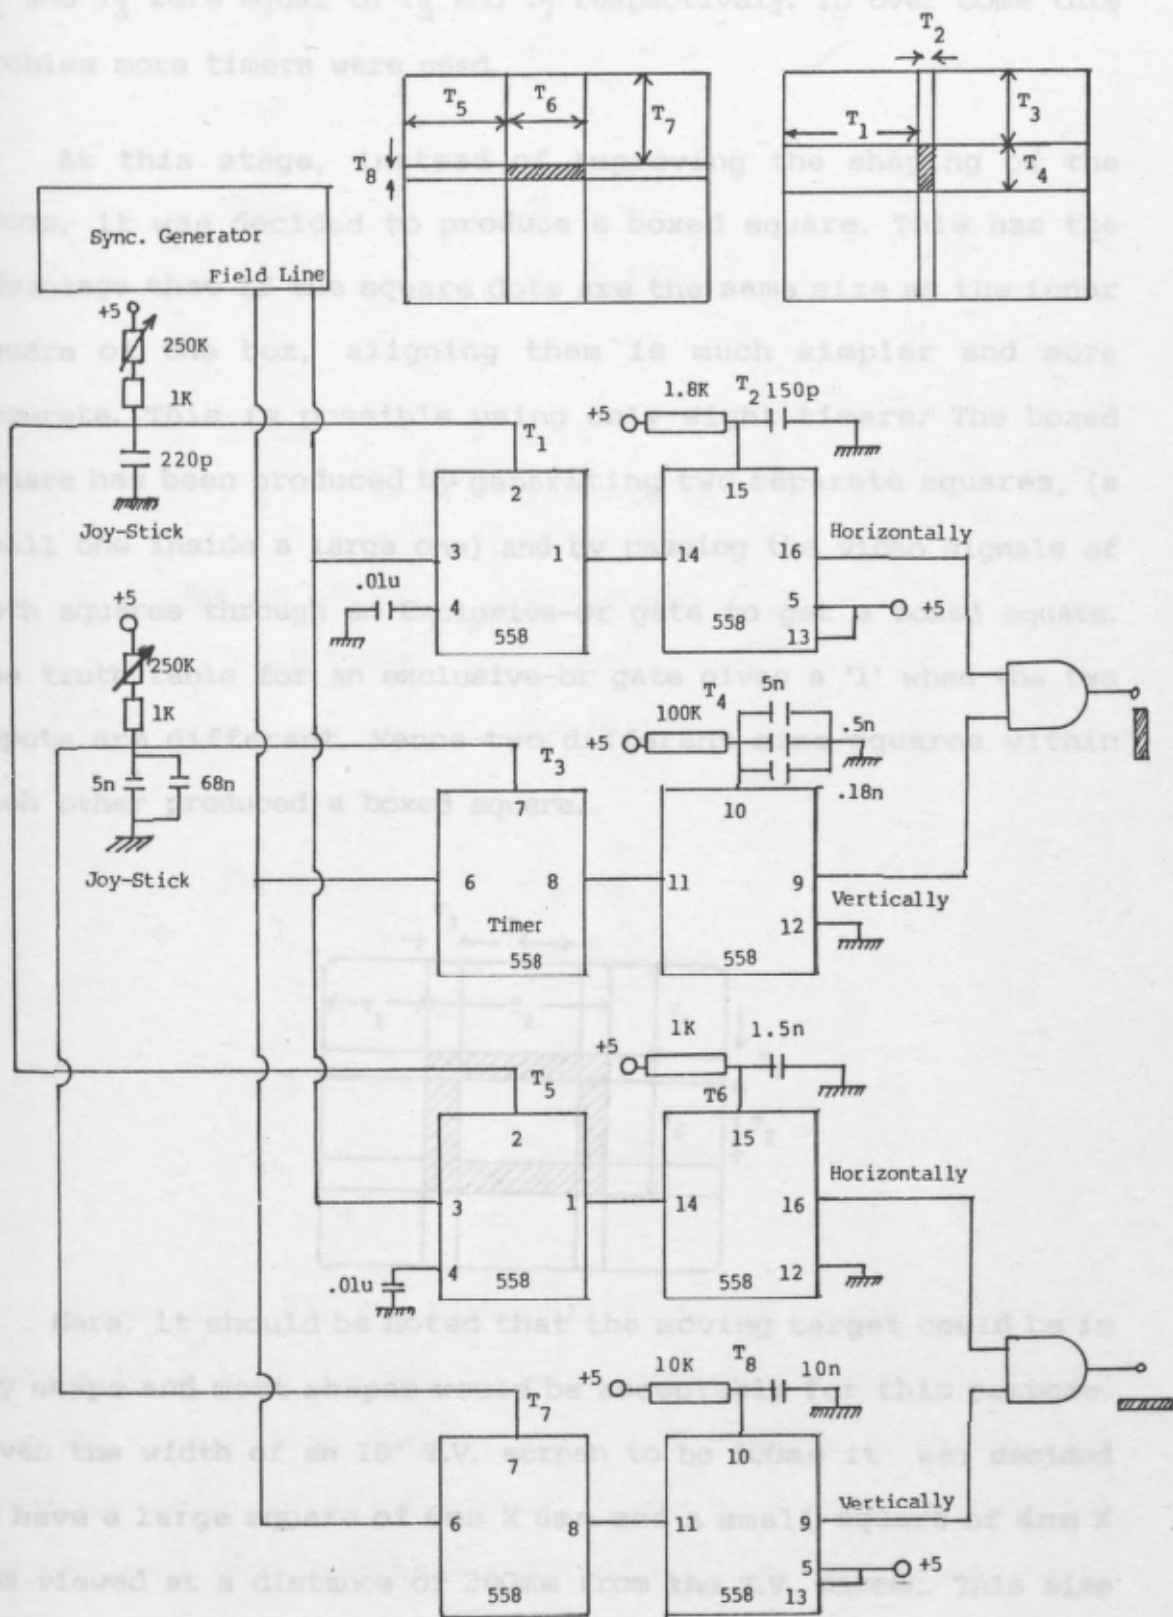 T2
T5
T6
T7
T8
T1
T3
T4
Sync. Generator
Field Line
+5
250K
1K
220p
Joy-Stick
+5
250K
1K
5n
68n
Joy-Stick
T1
2
3
1
.01u
4
558
+5
1.8K
T2
150p
15
14
16
5
558
13
+5
Horizontally
T3
7
6
8
Timer
558
+5
100K
T4
5n
.5n
.18n
10
11
9
12
558
Vertically
T5
2
3
1
4
.01u
558
+5
1K
1.5n
T6
15
14
16
12
558
Horizontally
T7
7
6
8
558
+5
10K
T8
10n
10
11
9
5
558
13
+5
Vertically
and
were equal to
and
respectively. To over come this
more timers were used.
At this stage, instead of improving the shaping of the
it was decided to produce a boxed square. This has the
that if the square dots are the same size as the inner
of the box, aligning them is much simpler and more
This is possible using only eight timers. The boxed
has been produced by generating two separate squares, (a
one inside a large one) and by passing the video signals of
squares through an Exclusive-or gate to get a boxed square.
truth table for an exclusive-or gate gives a '1' when the two
are different. Hence two different size squares within
other produced a boxed square.
it should be noted that the moving target could be in
shape and most shapes would be acceptable for this purpose.
the width of an 10" T.V. screen to be
it was decided
have a large square of 6mm X 6mm and a small square of 4mm X
viewed at a distance of 300mm from the T.V. screen. This size